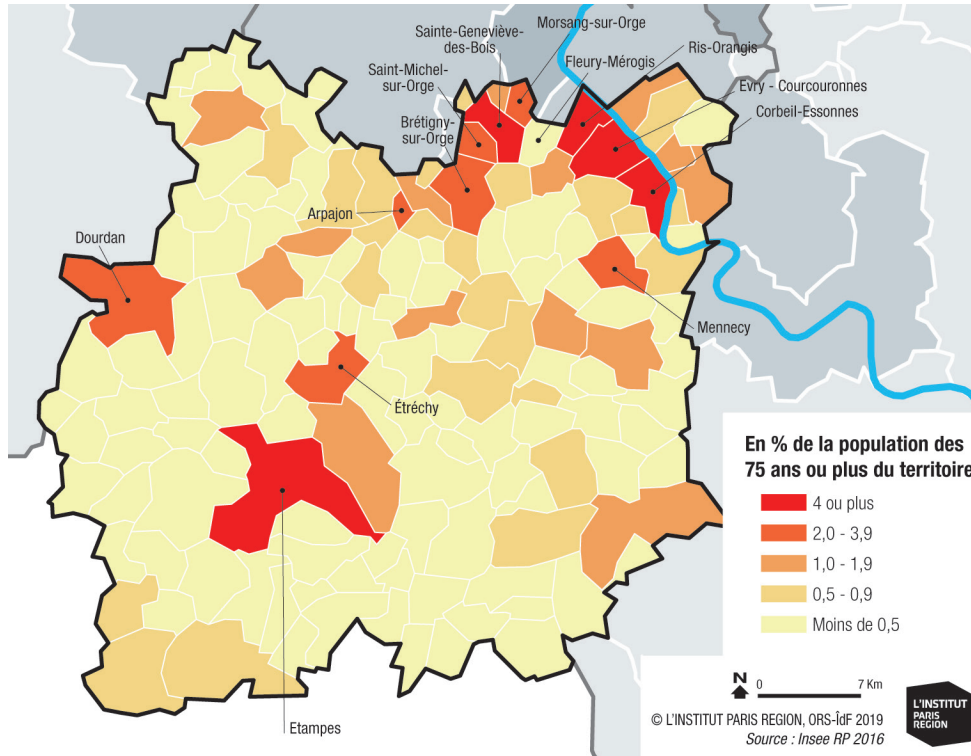 Morsang-sur-Orge
Sainte-Geneviève-
des-Bois
Ris-Orangis
Saint-Michel-
sur-Orge
Fleury-Mérogis
Evry - Courcouronnes
Brétigny-
sur-Orge
Corbeil-Essonnes
Arpajon
Dourdan
Mennecy
Étréchy
Etampes
En % de la population des
75 ans ou plus du territoire
4 ou plus
2,0 - 3,9
1,0 - 1,9
0,5 - 0,9
Moins de 0,5
N
0
7 Km
© L'INSTITUT PARIS REGION, ORS-ÎdF 2019
Source : Insee RP 2016
L'INSTITUT
PARIS
REGION